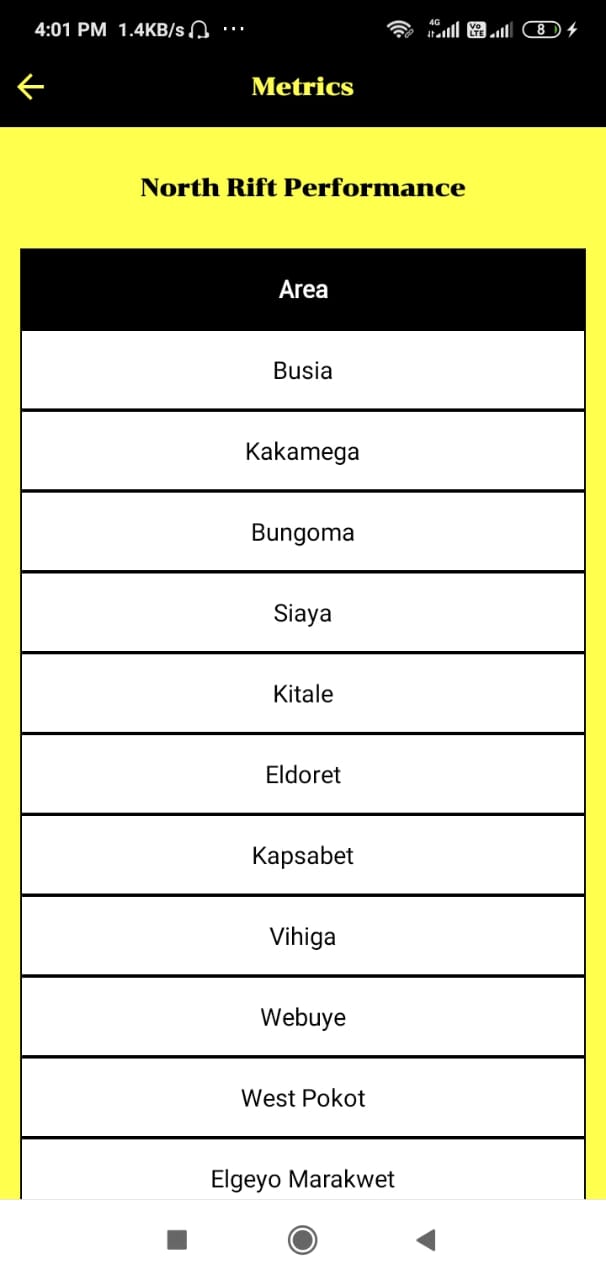 4:01 PM 1.4KB/s ...
4G Vo LTE 8
Metrics
North Rift Performance
Area
Busia
Kakamega
Bungoma
Siaya
Kitale
Eldoret
Kapsabet
Vihiga
Webuye
West Pokot
Elgeyo Marakwet